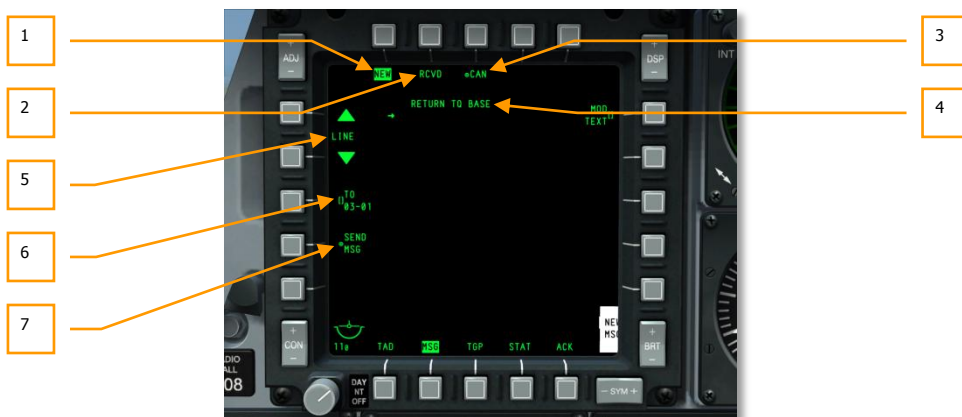 1
2
3
4
5
6
7
+
ADJ
-
+
DSP
-
INT
NEW RCVD CAN
RETURN TO BASE
MOD
TEXT
LINE
TO
03-01
SEND
MSG
NEW
MSG
110 TAD MSG TGP STAT ACK
+
CON
-
+
BRT
-
DAY
NT
OFF
- SYM +
ALL
08